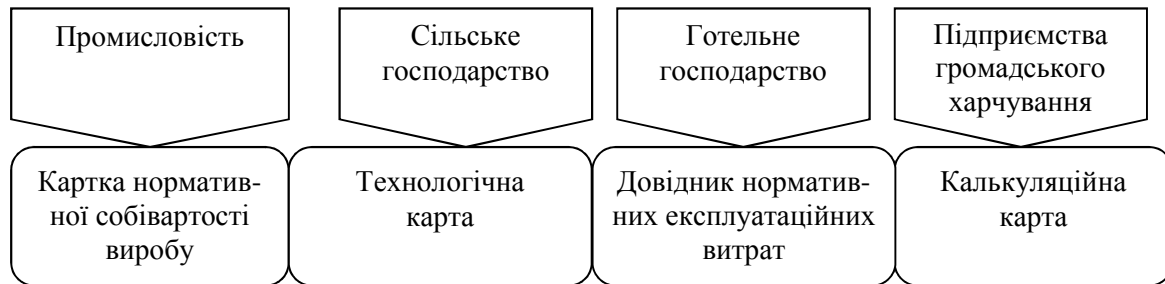 Промисловість
Сільське
господарство
Готельне
господарство
Підприємства
громадського
харчування
Картка норматив-
ної собівартості
виробу
Технологічна
карта
Довідник норматив-
них експлуатаційних
витрат
Калькуляційна
карта